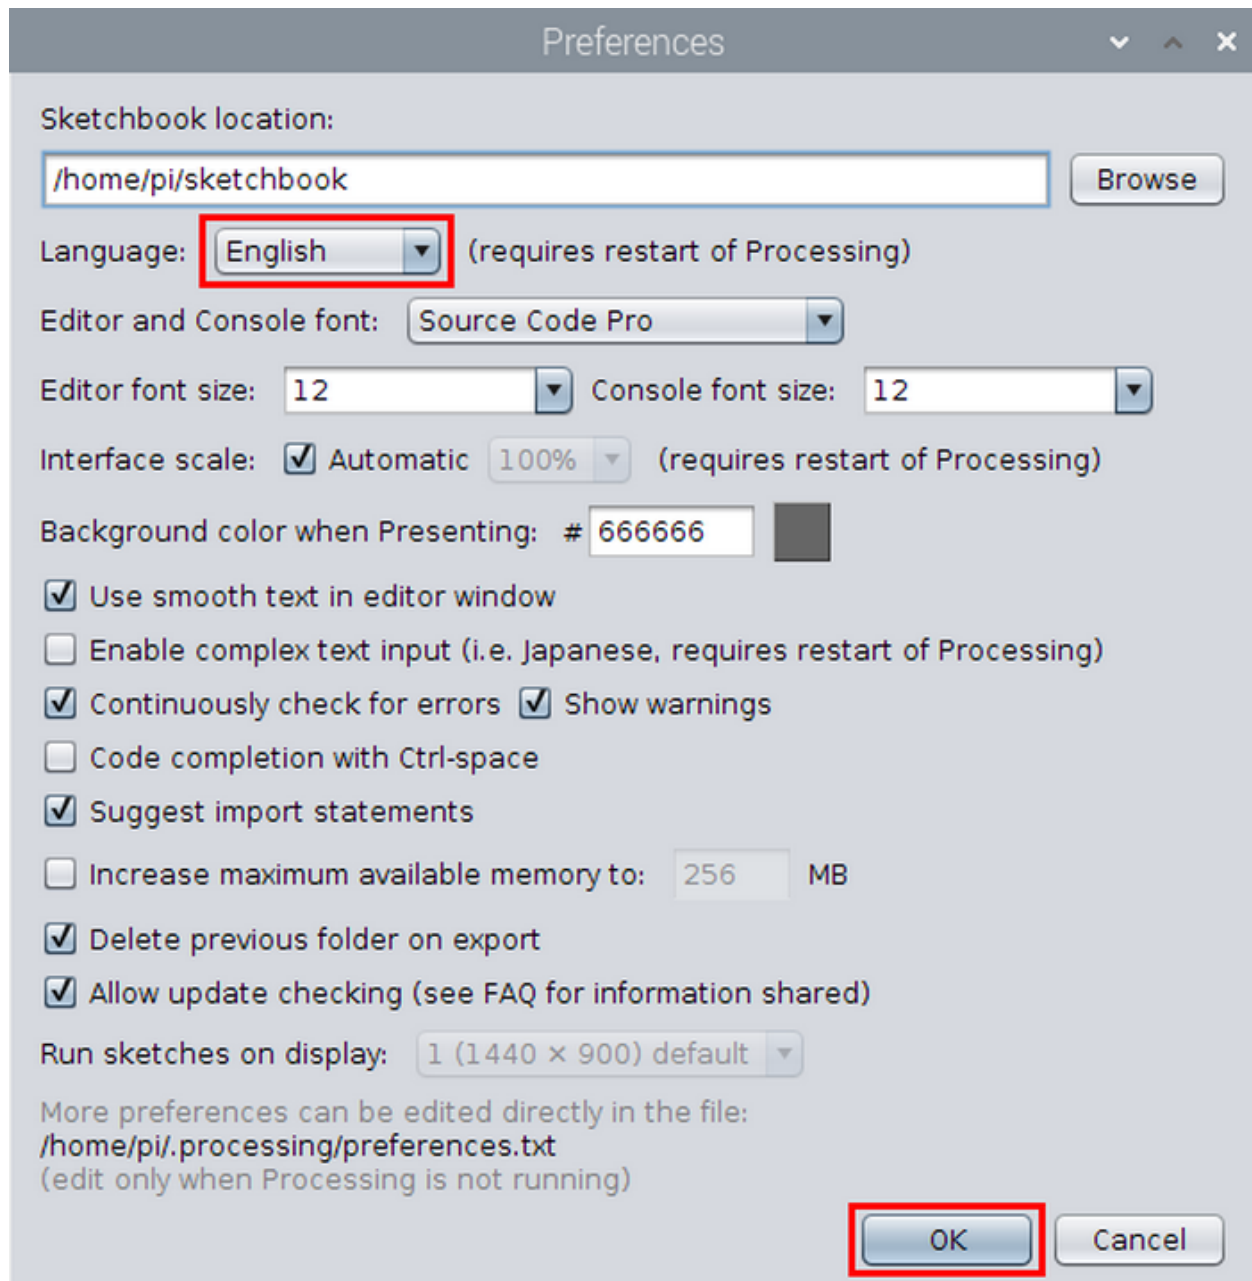 Preferences
Sketchbook location:
/home/pi/sketchbook Browse
Language: English (requires restart of Processing)
Editor and Console font: Source Code Pro
Editor font size: 12 Console font size: 12
Interface scale: Automatic 100% (requires restart of Processing)
Background color when Presenting: # 666666
Use smooth text in editor window
Enable complex text input (i.e. Japanese, requires restart of Processing)
Continuously check for errors Show warnings
Code completion with Ctrl-space
Suggest import statements
Increase maximum available memory to: 256 MB
Delete previous folder on export
Allow update checking (see FAQ for information shared)
Run sketches on display: 1 (1440 × 900) default
More preferences can be edited directly in the file:
/home/pi/.processing/preferences.txt
(edit only when Processing is not running)
OK Cancel